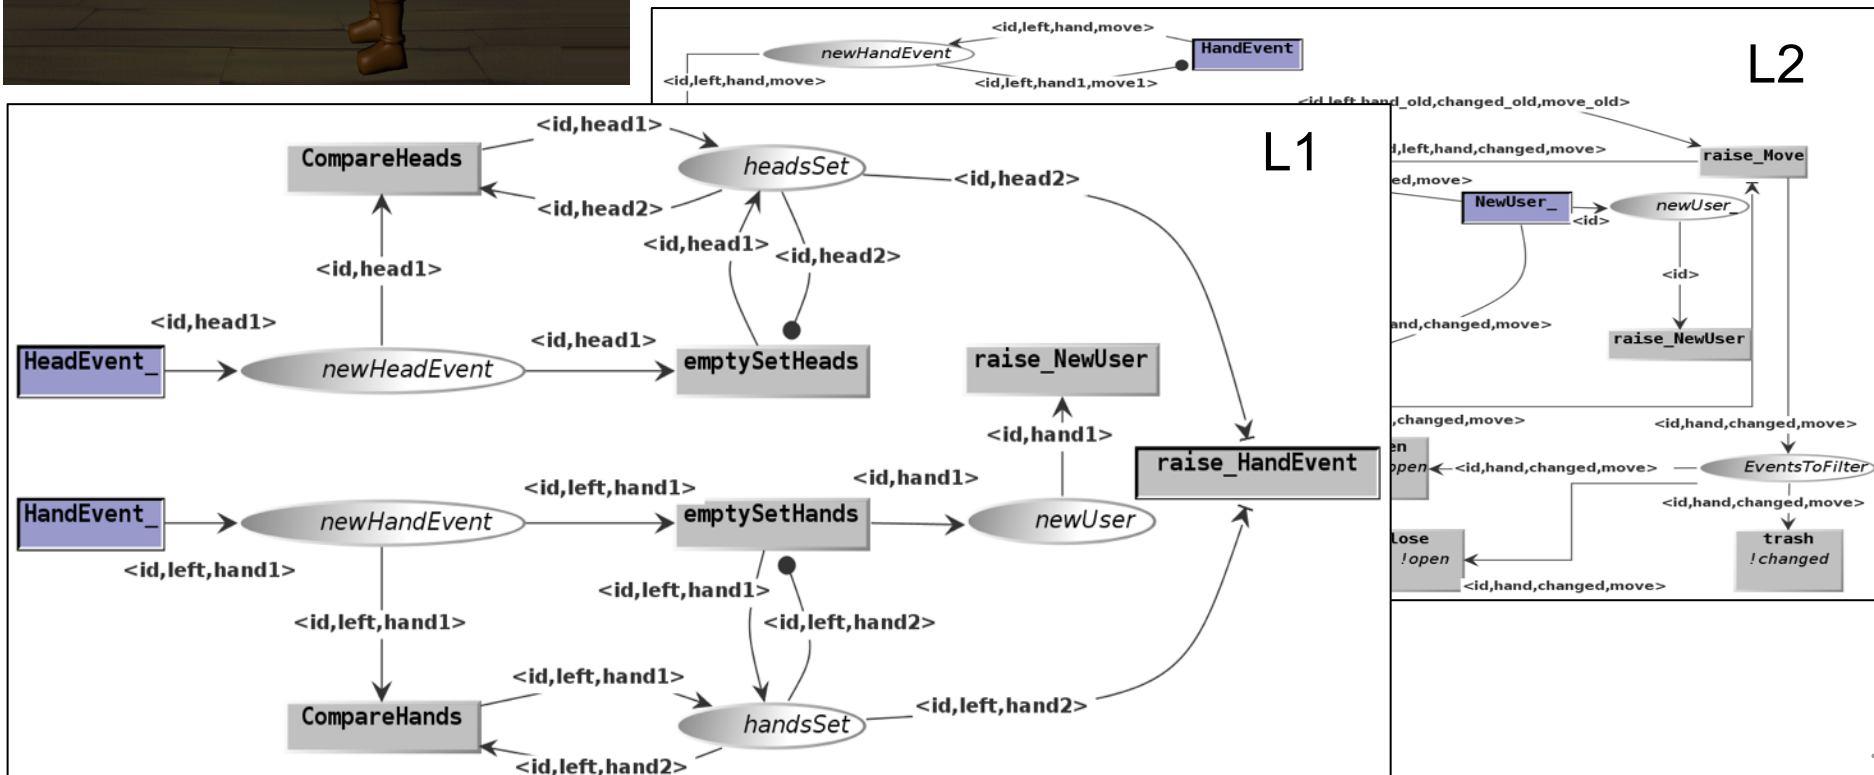 <id,left,hand,move>
HandEvent
newHandEvent
L2
<id,left,hand,move>
<id,left,hand1,move1>
<id,left,hand_old,changed_old,move_old>
,left,hand,changed,move>
raise_Move
ed,move>
NewUser_
<id>
newUser_
<id>
and,changed,move>
raise_NewUser
,changed,move>
<id,hand,changed,move>
en
open
<id,hand,changed,move>
EventsToFilter
<id,hand,changed,move>
lose
!open
trash
!changed
<id,hand,changed,move>
L1
<id,head1>
CompareHeads
headsSet
<id,head2>
<id,head2>
<id,head1>
<id,head2>
<id,head1>
<id,head1>
<id,head1>
HeadEvent_
newHeadEvent
emptySetHeads
raise_NewUser
<id,hand1>
raise_HandEvent
<id,left,hand1>
<id,hand1>
HandEvent_
newHandEvent
emptySetHands
newUser
<id,left,hand1>
<id,left,hand1>
<id,left,hand1>
<id,left,hand2>
<id,left,hand1>
CompareHands
handsSet
<id,left,hand2>
<id,left,hand2>